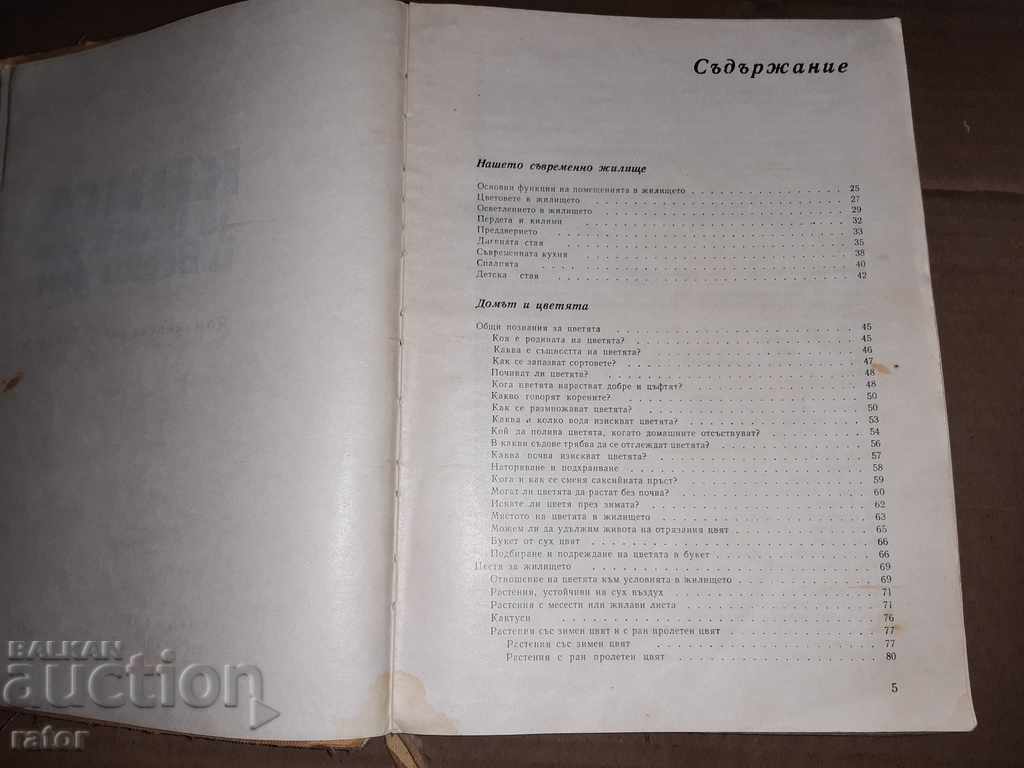 Съдържание
Нашето съвременно жилище
Основни функции на помещенията в жилището 25
Цветовете в жилището 27
Осветлението в жилището 29
Пердета и килими 32
Преддверието 33
Дневната стая 35
Съвременната кухня 38
Спалнята 40
Детска стая 42
Домът и цветята
Общи познания за цветята 45
Коя е родината на цветята? 45
Каква е същността на цветята? 46
Как се запазват сортовете? 47
Почиват ли цветята? 48
Кога цветята нарастват добре и цъфтят? 48
Какво говорят корените? 50
Как се размножават цветята? 50
Каква и колко вода изискват цветята? 53
Кой да полива цветята, когато домашните отсъствуват? 54
В какви съдове трябва да се отглеждат цветята? 56
Каква почва изискват цветята? 57
Наторяване и подхранване 58
Кога и как се сменя саксийната пръст? 59
Могат ли цветята да растат без почва? 60
Искате ли цветя през зимата? 62
Мястото на цветята в жилището 63
Можем ли да удължим живота на отрязания цвят 65
Букет от сух цвят 66
Подбиране и подреждане на цветята в букет 66
Цветя за жилището 69
Отношение на цветята към условията в жилището 69
Растения, устойчиви на сух въздух 71
Растения с месести или жилави листа 71
Кактуси 76
Растения със зимен цвят и с ран пролетен цвят 77
Растения със зимен цвят 77
Растения с ран пролетен цвят 80
5
BALKAN
auction
rator